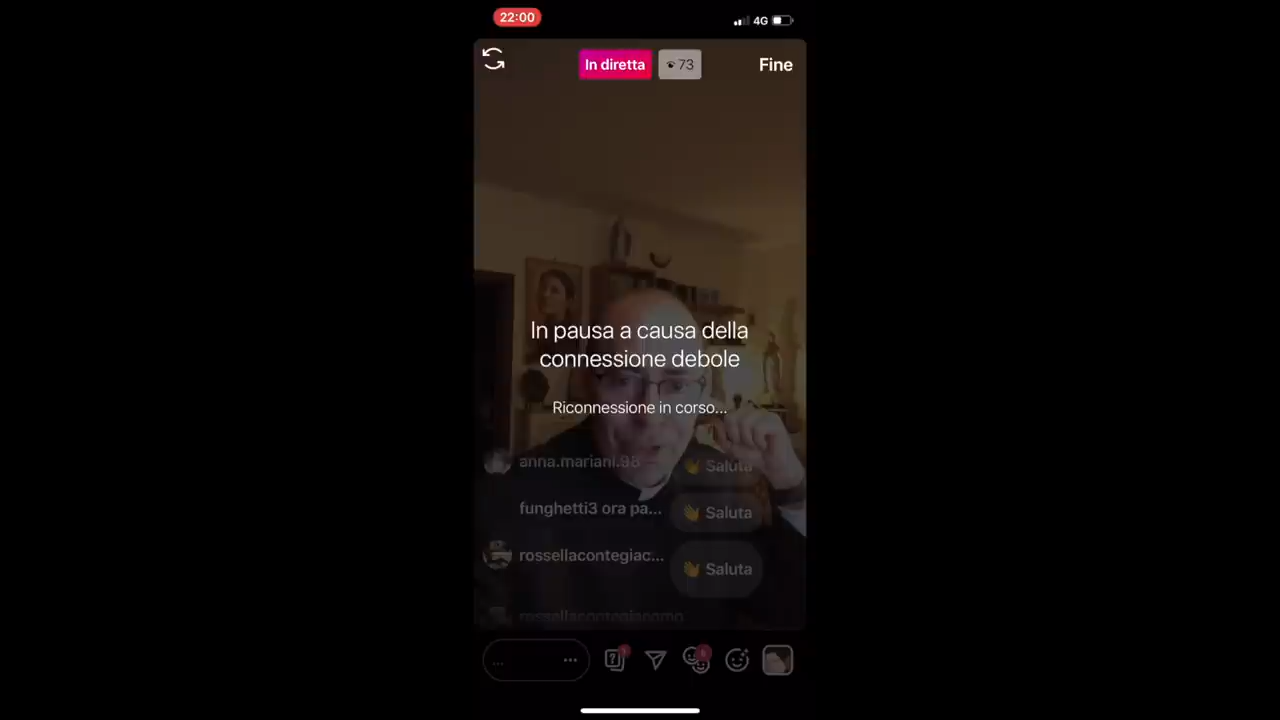 22:00
4G
In diretta
73
Fine
In pausa a causa della
connessione debole
Riconnessione in corso...
anna.mariani.98
Saluta
funghetti3 ora pa...
Saluta
rossellacontegiac...
Saluta
rossellacontegiacomo
...